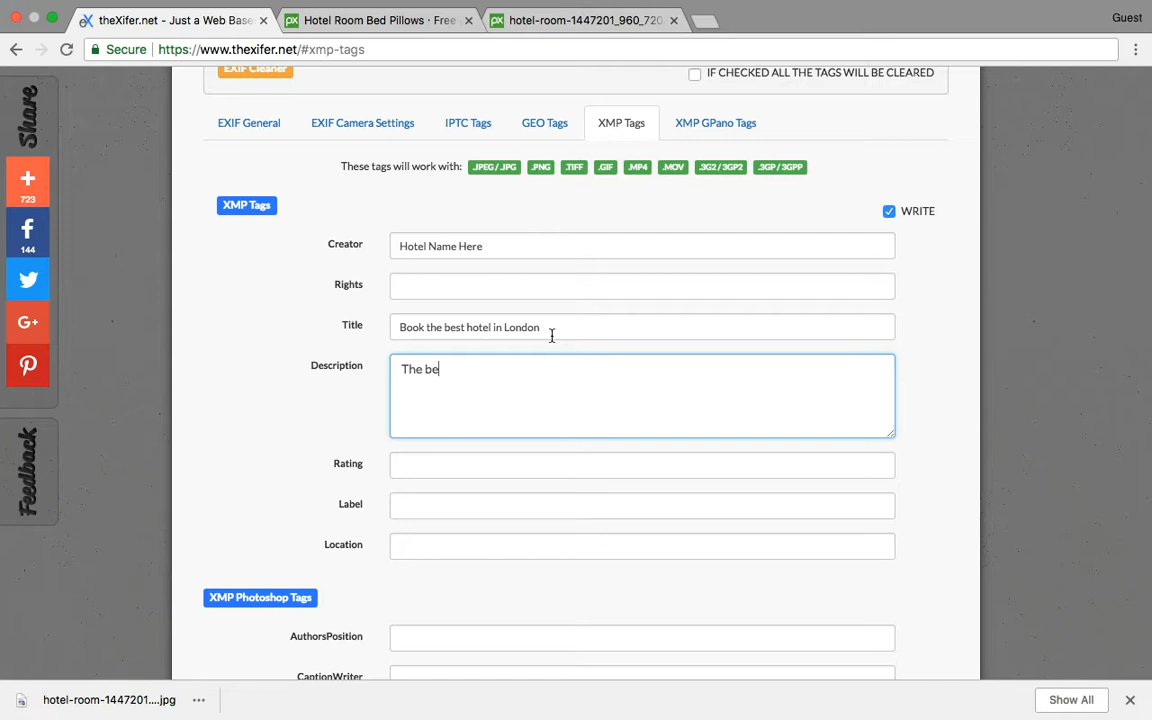 theXifer.net - Just a Web Base
Hotel Room Bed Pillows · Free
hotel-room-1447201_960_720.
Guest
Secure
https://www.thexifer.net/#xmp-tags
EXIF Cleaner
IF CHECKED ALL THE TAGS WILL BE CLEARED
Share
EXIF General
EXIF Camera Settings
IPTC Tags
GEO Tags
XMP Tags
XMP GPano Tags
These tags will work with: .JPEG / .JPG .PNG .TIFF .GIF .MP4 .MOV .3G2 / 3GP2 .3GP / 3GPP
723
XMP Tags
WRITE
144
Creator
Hotel Name Here
Rights
G+
Title
Book the best hotel in London
Description
The be
Feedback
Rating
Label
Location
XMP Photoshop Tags
AuthorsPosition
CaptionWriter
hotel-room-1447201....jpg
Show All